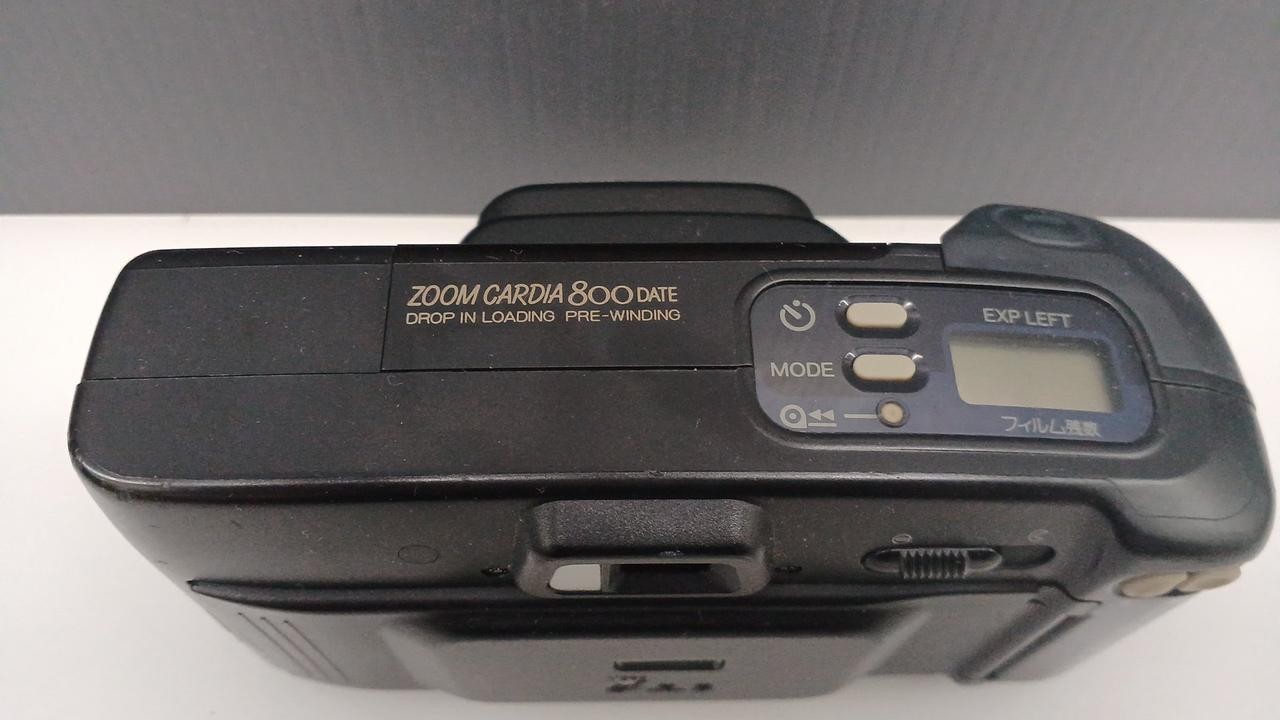 ZOOM CARDIA 800 DATE
DROP IN LOADING PRE-WINDING
EXP LEFT
MODE
フィルム残数